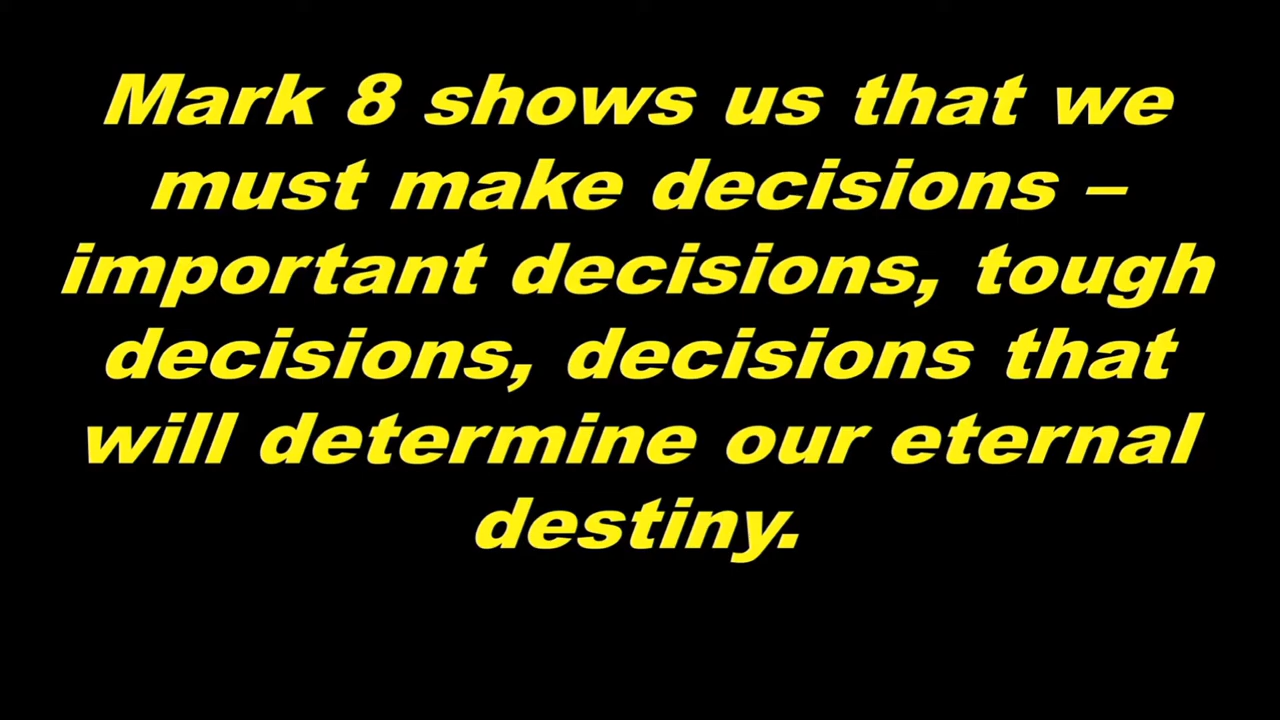 Mark 8 shows us that we
must make decisions –
important decisions, tough
decisions, decisions that
will determine our eternal
destiny.